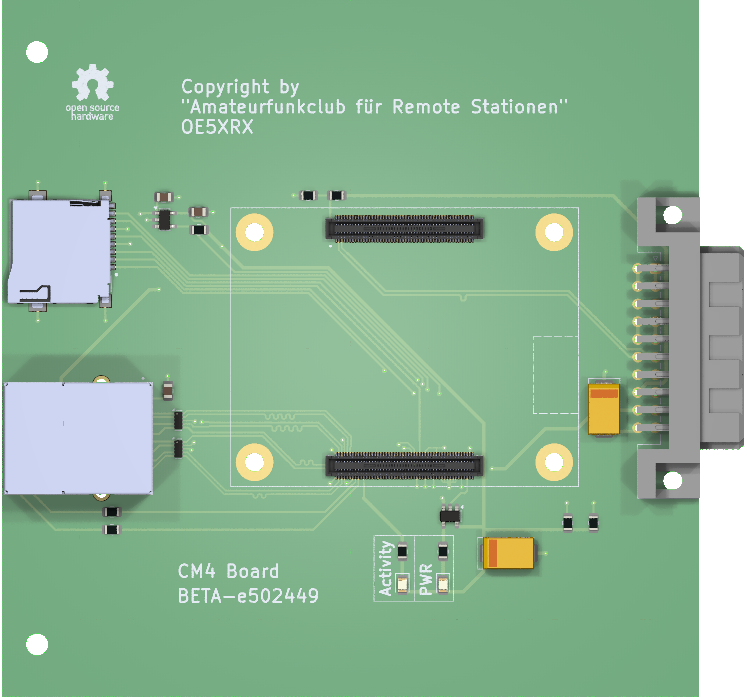 open source
hardware
Copyright by
"Amateurfunkclub für Remote Stationen"
OE5XRX
Activity
PWR
CM4 Board
BETA-e502449